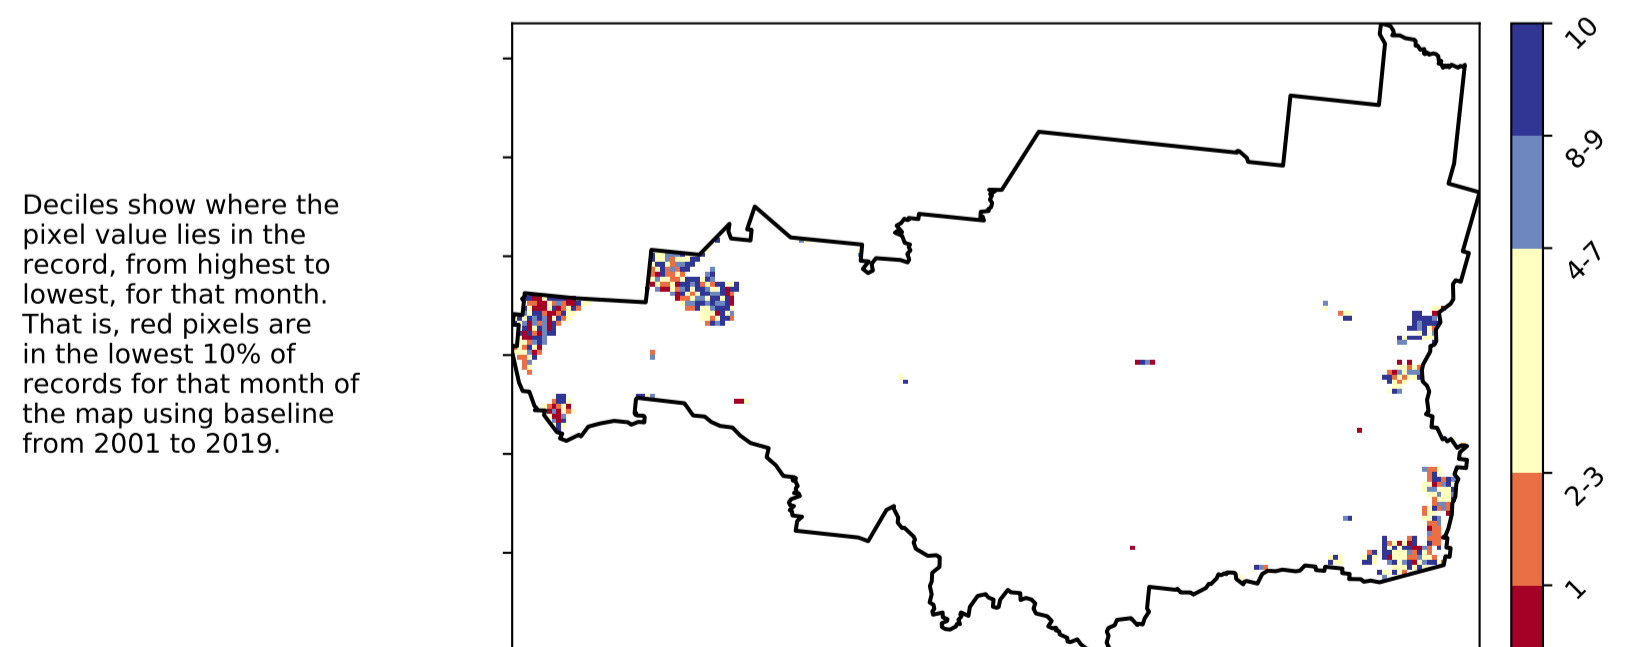 Deciles show where the
pixel value lies in the
record, from highest to
lowest, for that month.
That is, red pixels are
in the lowest 10% of
records for that month of
the map using baseline
from 2001 to 2019.
10
8-9
4-7
2-3
1